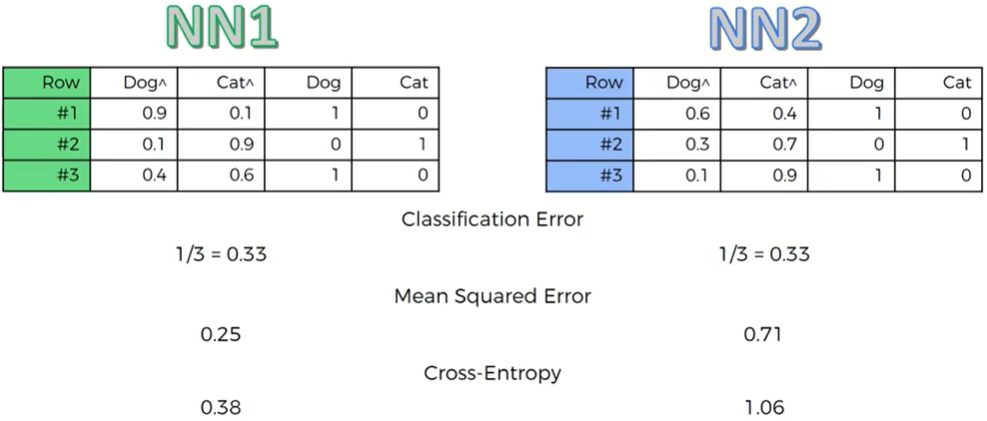 NN1 NN2
Row Dog^ Cat^ Dog Cat Row Dog^ Cat^ Dog Cat
#1 0.9 0.1 1 0 #1 0.6 0.4 1 0
#2 0.1 0.9 0 1 #2 0.3 0.7 0 1
#3 0.4 0.6 1 0 #3 0.1 0.9 1 0
Classification Error
1/3 = 0.33 1/3 = 0.33
Mean Squared Error
0.25 0.71
Cross-Entropy
0.38 1.06